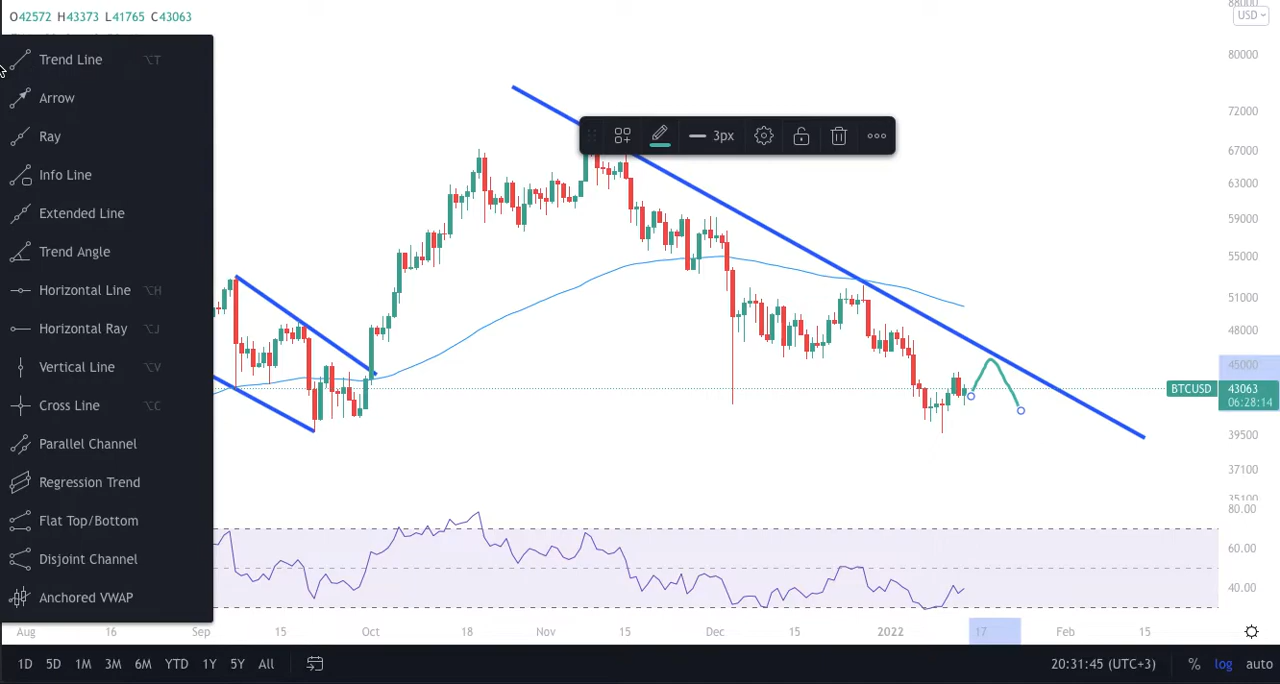 O42572 H43373 L41765 C43063
USD
Trend Line ⌥T
Arrow
Ray
Info Line
Extended Line
Trend Angle
Horizontal Line ⌥H
Horizontal Ray ⌥J
Vertical Line ⌥V
Cross Line ⌥C
Parallel Channel
Regression Trend
Flat Top/Bottom
Disjoint Channel
Anchored VWAP
3px
88000
80000
72000
67000
63000
59000
55000
51000
48000
45000
BTCUSD 43063
06:28:14
39500
37100
35100
80.00
60.00
40.00
Aug 16 Sep 15 Oct 18 Nov 15 Dec 15 2022 17 Feb 15
1D 5D 1M 3M 6M YTD 1Y 5Y All 20:31:45 (UTC+3) % log auto